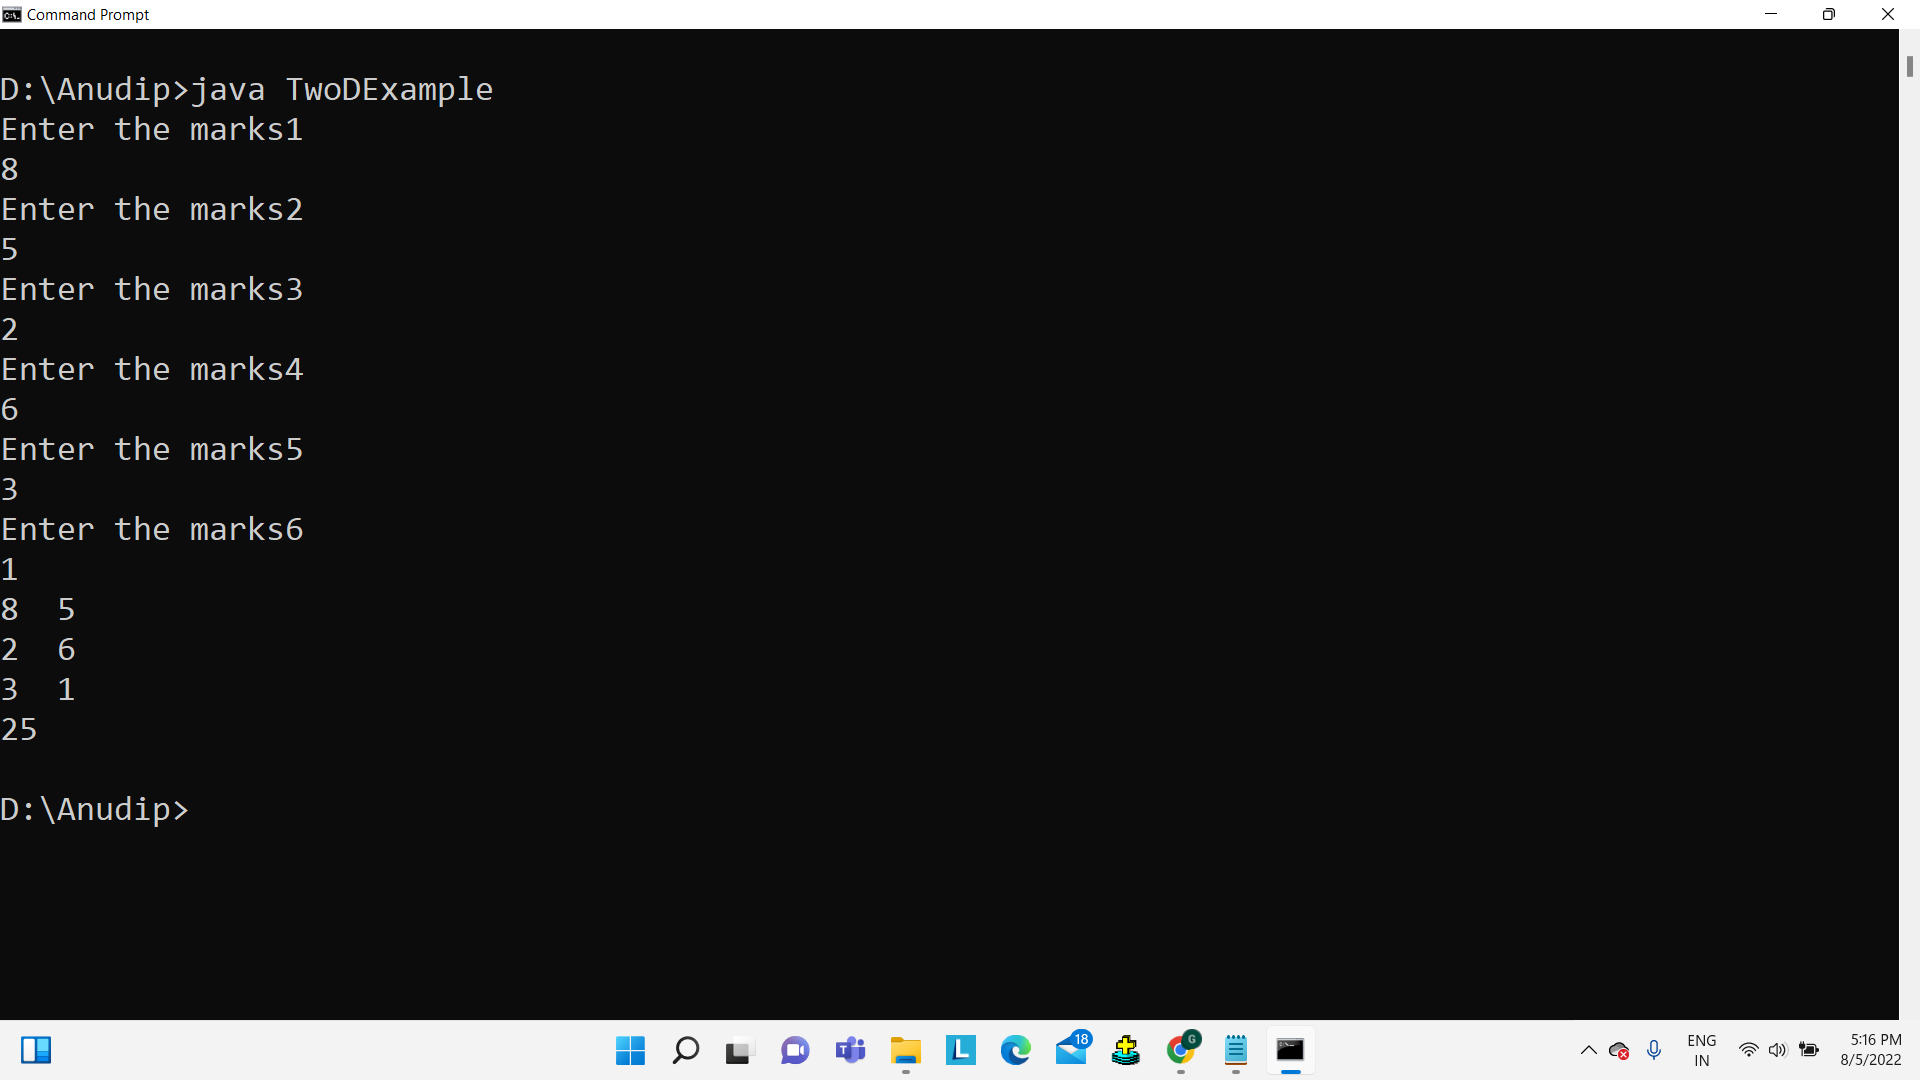 Command Prompt
D:\Anudip>java TwoDExample
Enter the marks1
8
Enter the marks2
5
Enter the marks3
2
Enter the marks4
6
Enter the marks5
3
Enter the marks6
1
8  5
2  6
3  1
25
D:\Anudip>
18
G
L
ENG
IN
5:16 PM
8/5/2022